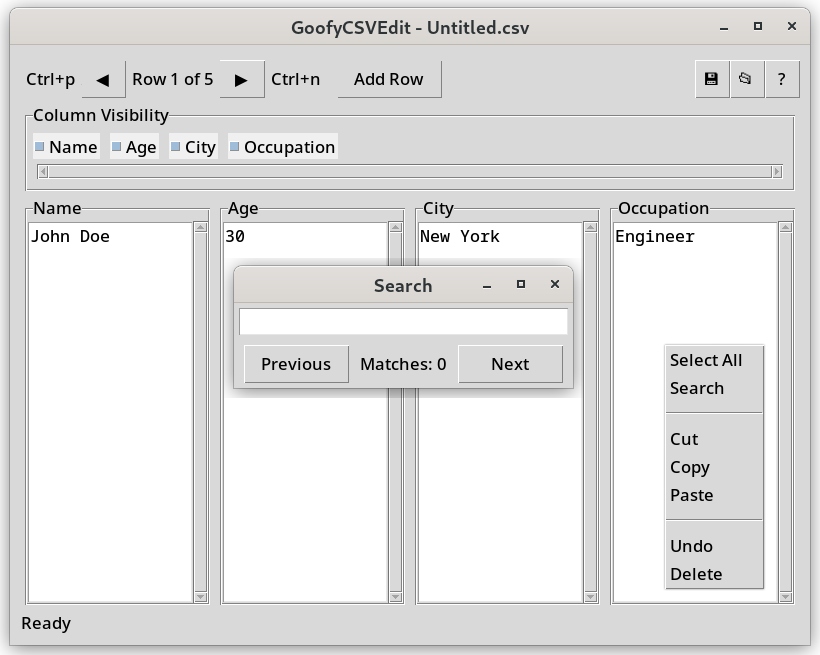 GoofyCSVEdit - Untitled.csv
Ctrl+p ◀ Row 1 of 5 ▶ Ctrl+n Add Row ?
Column Visibility
Name Age City Occupation
Name Age City Occupation
John Doe 30 New York Engineer
Search
Previous Matches: 0 Next
Select All
Search
Cut
Copy
Paste
Undo
Delete
Ready